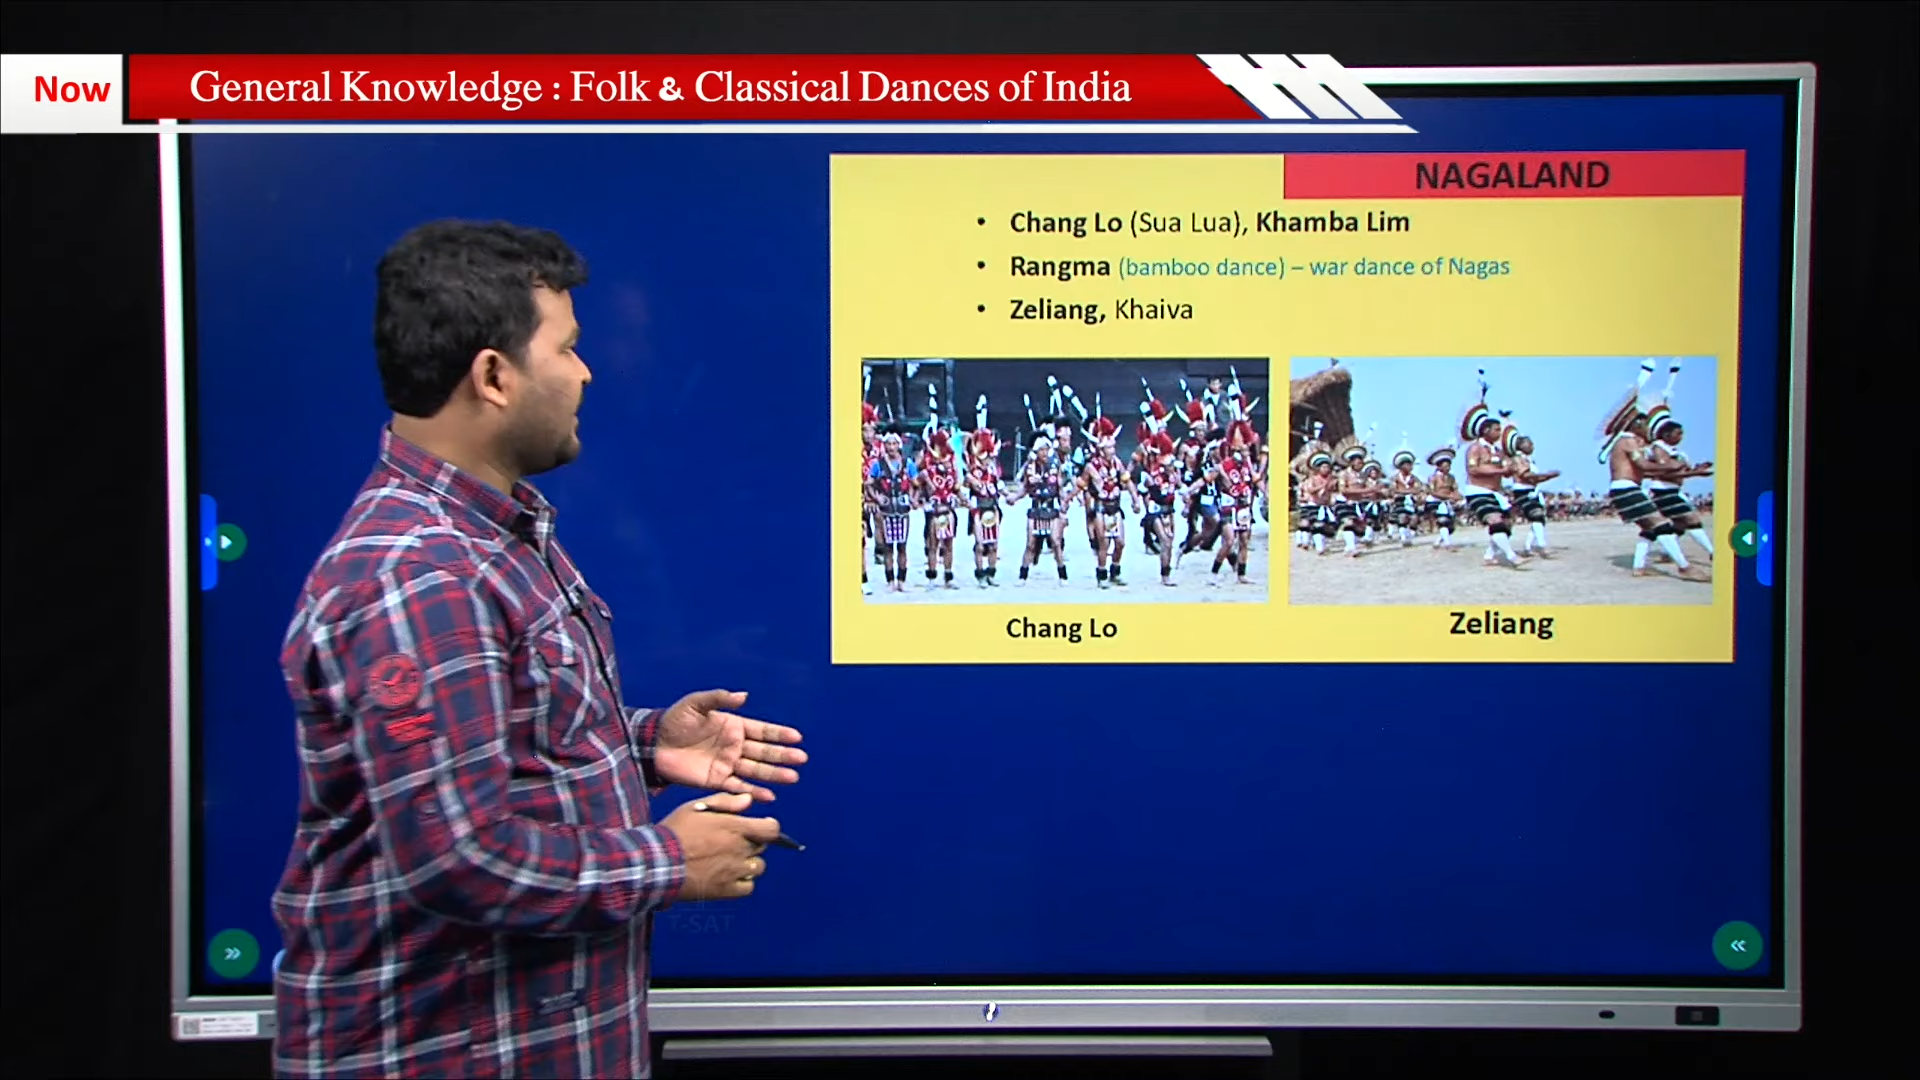 Now
General Knowledge : Folk & Classical Dances of India
NAGALAND
• Chang Lo (Sua Lua), Khamba Lim
• Rangma (bamboo dance) – war dance of Nagas
• Zeliang, Khaiva
Chang Lo
Zeliang
T-SAT